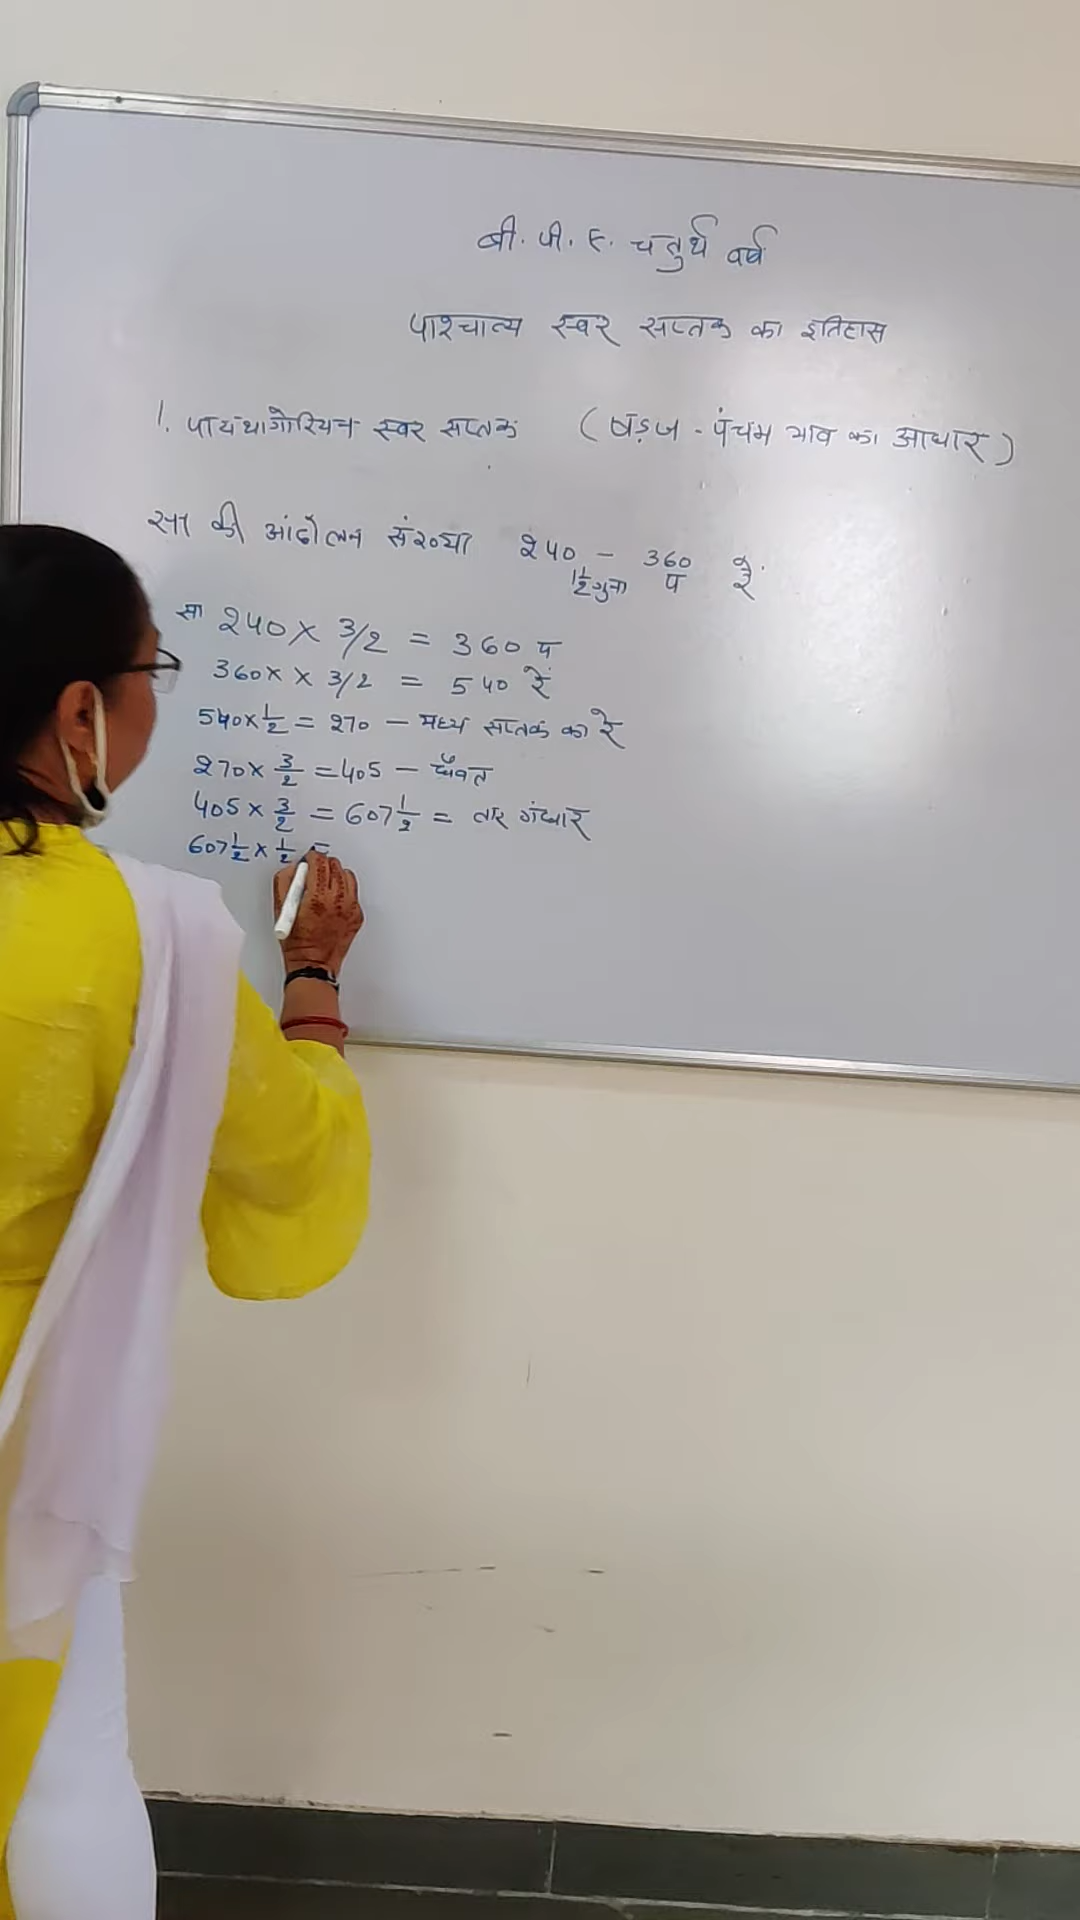 बी. पी. ए. चतुर्थ वर्ष
पाश्चात्य स्वर सप्तक का इतिहास
1. पायथागोरियन स्वर सप्तक (षड़ज - पंचम भाव का आधार)
सा की आंदोलन संख्या 240 - 360 रें
1½गुना प
सा 240 × 3/2 = 360 प
360 × × 3/2 = 540 रें
540 × 1/2 = 270 - मध्य सप्तक का रे
270 × 3/2 = 405 - धैवत
405 × 3/2 = 607 1/2 = तार गंधार
607 1/2 × 1/2 =